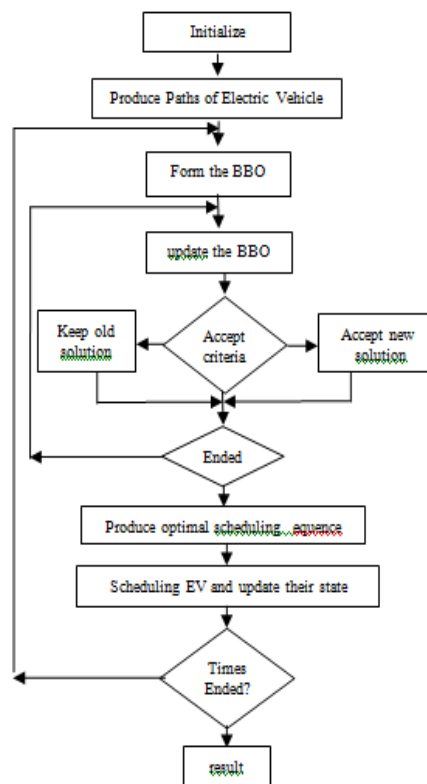 Initialize
Produce Paths of Electric Vehicle
Form the BBO
update the BBO
Keep old
solution
Accept
criteria
Accept new
solution
Ended
Produce optimal scheduling equence
Scheduling EV and update their state
Times
Ended?
result